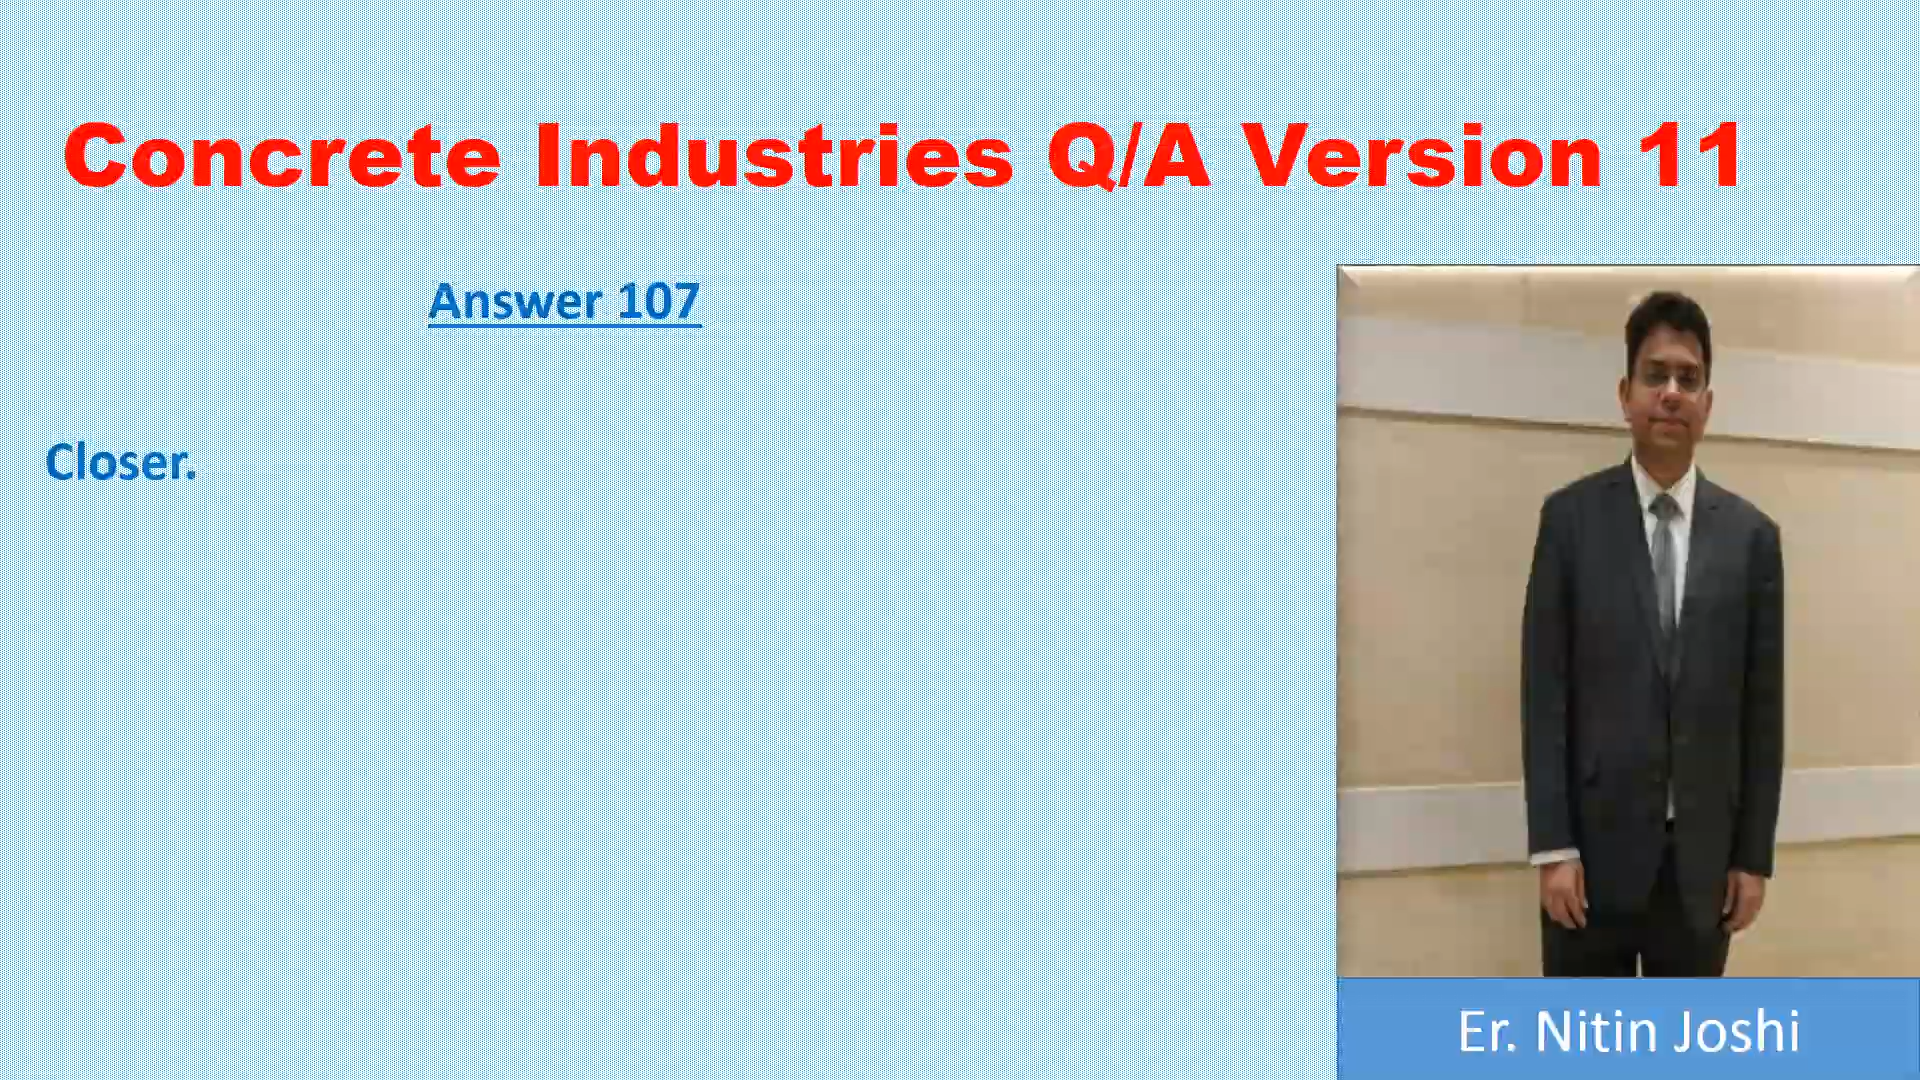 Concrete Industries Q/A Version 11
Answer 107
Closer.
Er. Nitin Joshi